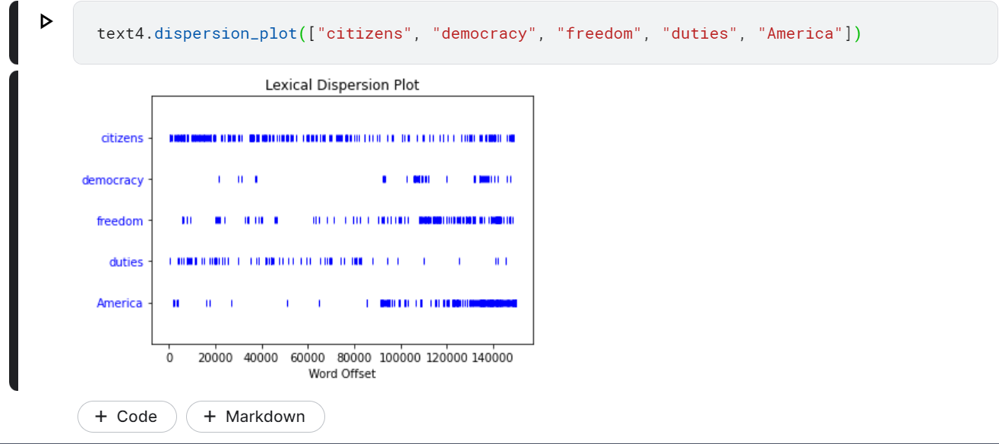 text4.dispersion_plot(["citizens", "democracy", "freedom", "duties", "America"])
Lexical Dispersion Plot
citizens
democracy
freedom
duties
America
0 20000 40000 60000 80000 100000 120000 140000
Word Offset
+ Code + Markdown